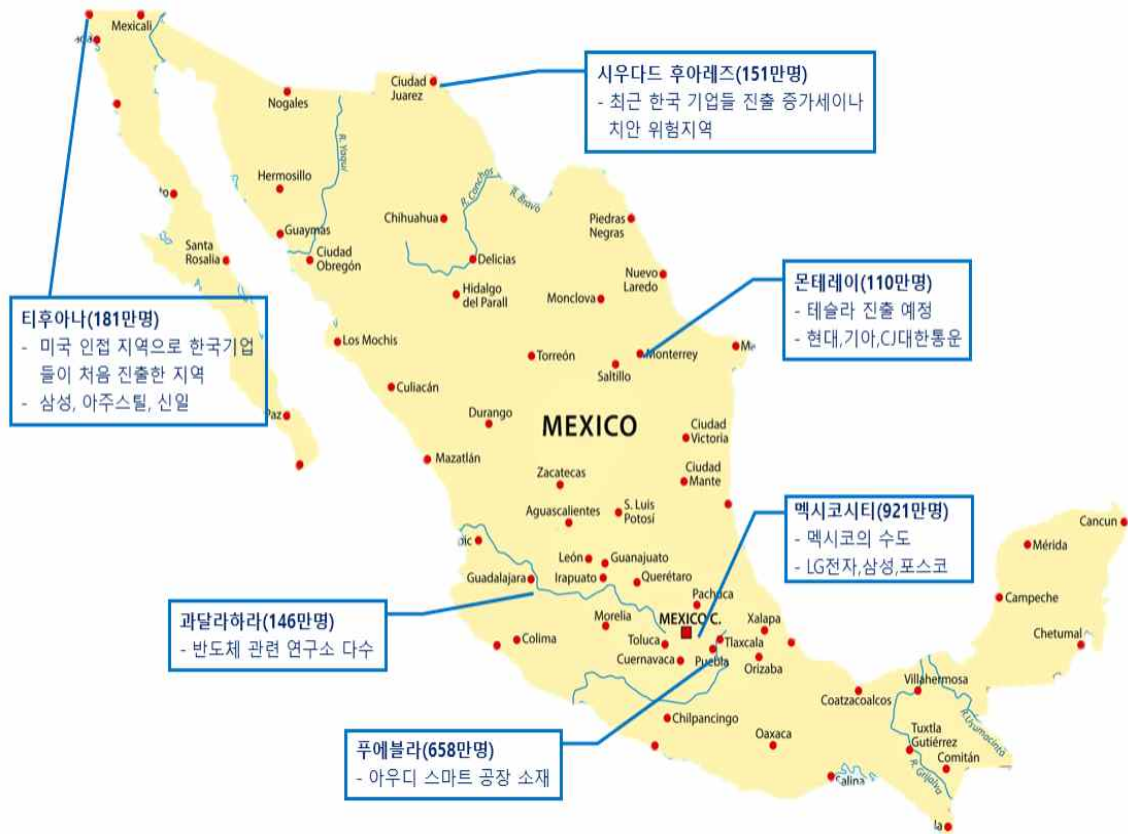 Mexicali
Nogales
Ciudad
Juarez
시우다드 후아레즈(151만명)
- 최근 한국 기업들 진출 증가세이나
치안 위험지역
R. Yaqui
Hermosillo
Guaymas
Ciudad
Obregón
Santa
Rosalia
Chihuahua
R. Conchos
R. Bravo
Delicias
Hidalgo
del Parall
Piedras
Negras
Nuevo
Laredo
Monclova
몬테레이(110만명)
- 테슬라 진출 예정
- 현대,기아,CJ대한통운
티후아나(181만명)
- 미국 인접 지역으로 한국기업
들이 처음 진출한 지역
- 삼성, 아주스틸, 신일
Paz
Los Mochis
Torreón
Monterrey
Me
Saltillo
Culiacán
Durango
MEXICO
Ciudad
Victoria
Mazatlán
Zacatecas
Ciudad
Mante
Aguascalientes
S. Luis
Potosí
멕시코시티(921만명)
- 멕시코의 수도
- LG전자,삼성,포스코
Cancun
Mérida
Campeche
Chetumal
León
Guanajuato
Guadalajara
Irapuato
Querétaro
Pachuca
과달라하라(146만명)
- 반도체 관련 연구소 다수
Morelia
MEXICO C.
Xalapa
Colima
Toluca
Tlaxcala
Cuernavaca
Puebla
Orizaba
Villahermosa
Coatzacoalcos
R.Usumacinta
푸에블라(658만명)
- 아우디 스마트 공장 소재
Chilpancingo
Oaxaca
Tuxtla
Gutiérrez
Comitán
R. Grijalva
Salina
la